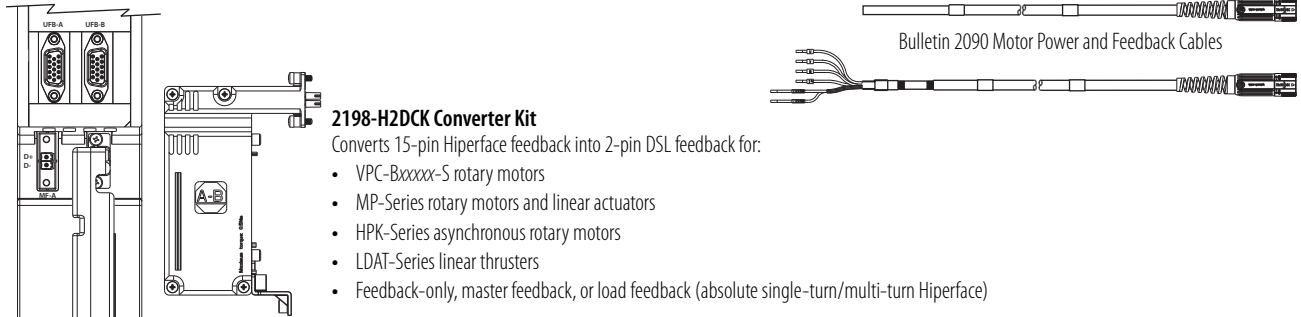 UFB-A UFB-B
Bulletin 2090 Motor Power and Feedback Cables
2198-H2DCK Converter Kit
Converts 15-pin Hiperface feedback into 2-pin DSL feedback for:
D+
D-
MF-A
A-B
• VPC-Bxxxxx-S rotary motors
• MP-Series rotary motors and linear actuators
• HPK-Series asynchronous rotary motors
• LDAT-Series linear thrusters
• Feedback-only, master feedback, or load feedback (absolute single-turn/multi-turn Hiperface)